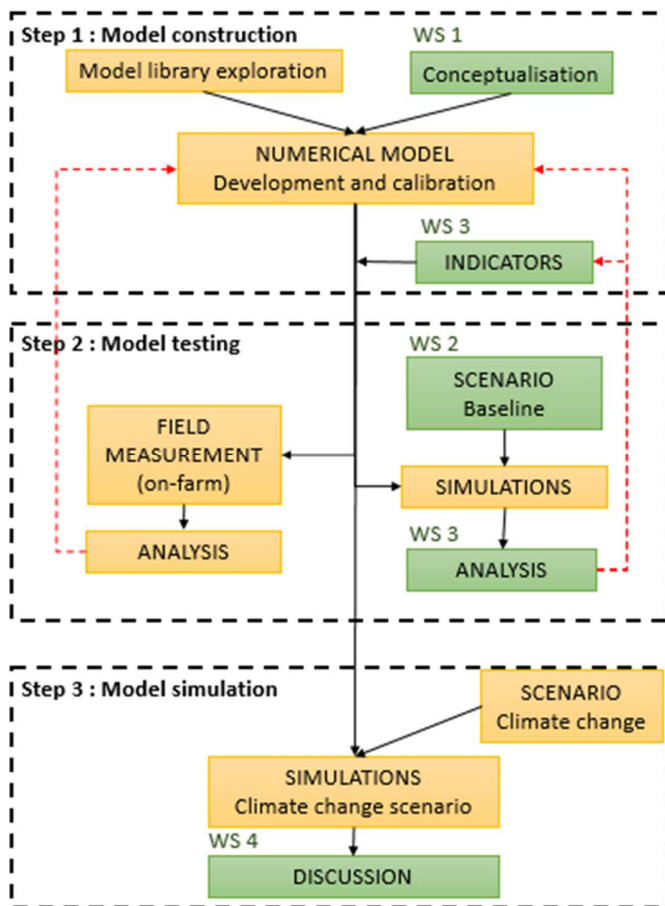 Step 1 : Model construction
WS 1
Model library exploration
Conceptualisation
NUMERICAL MODEL
Development and calibration
WS 3
INDICATORS
Step 2 : Model testing
WS 2
SCENARIO
Baseline
FIELD
MEASUREMENT
(on-farm)
SIMULATIONS
WS 3
ANALYSIS
ANALYSIS
Step 3 : Model simulation
SCENARIO
Climate change
SIMULATIONS
Climate change scenario
WS 4
DISCUSSION